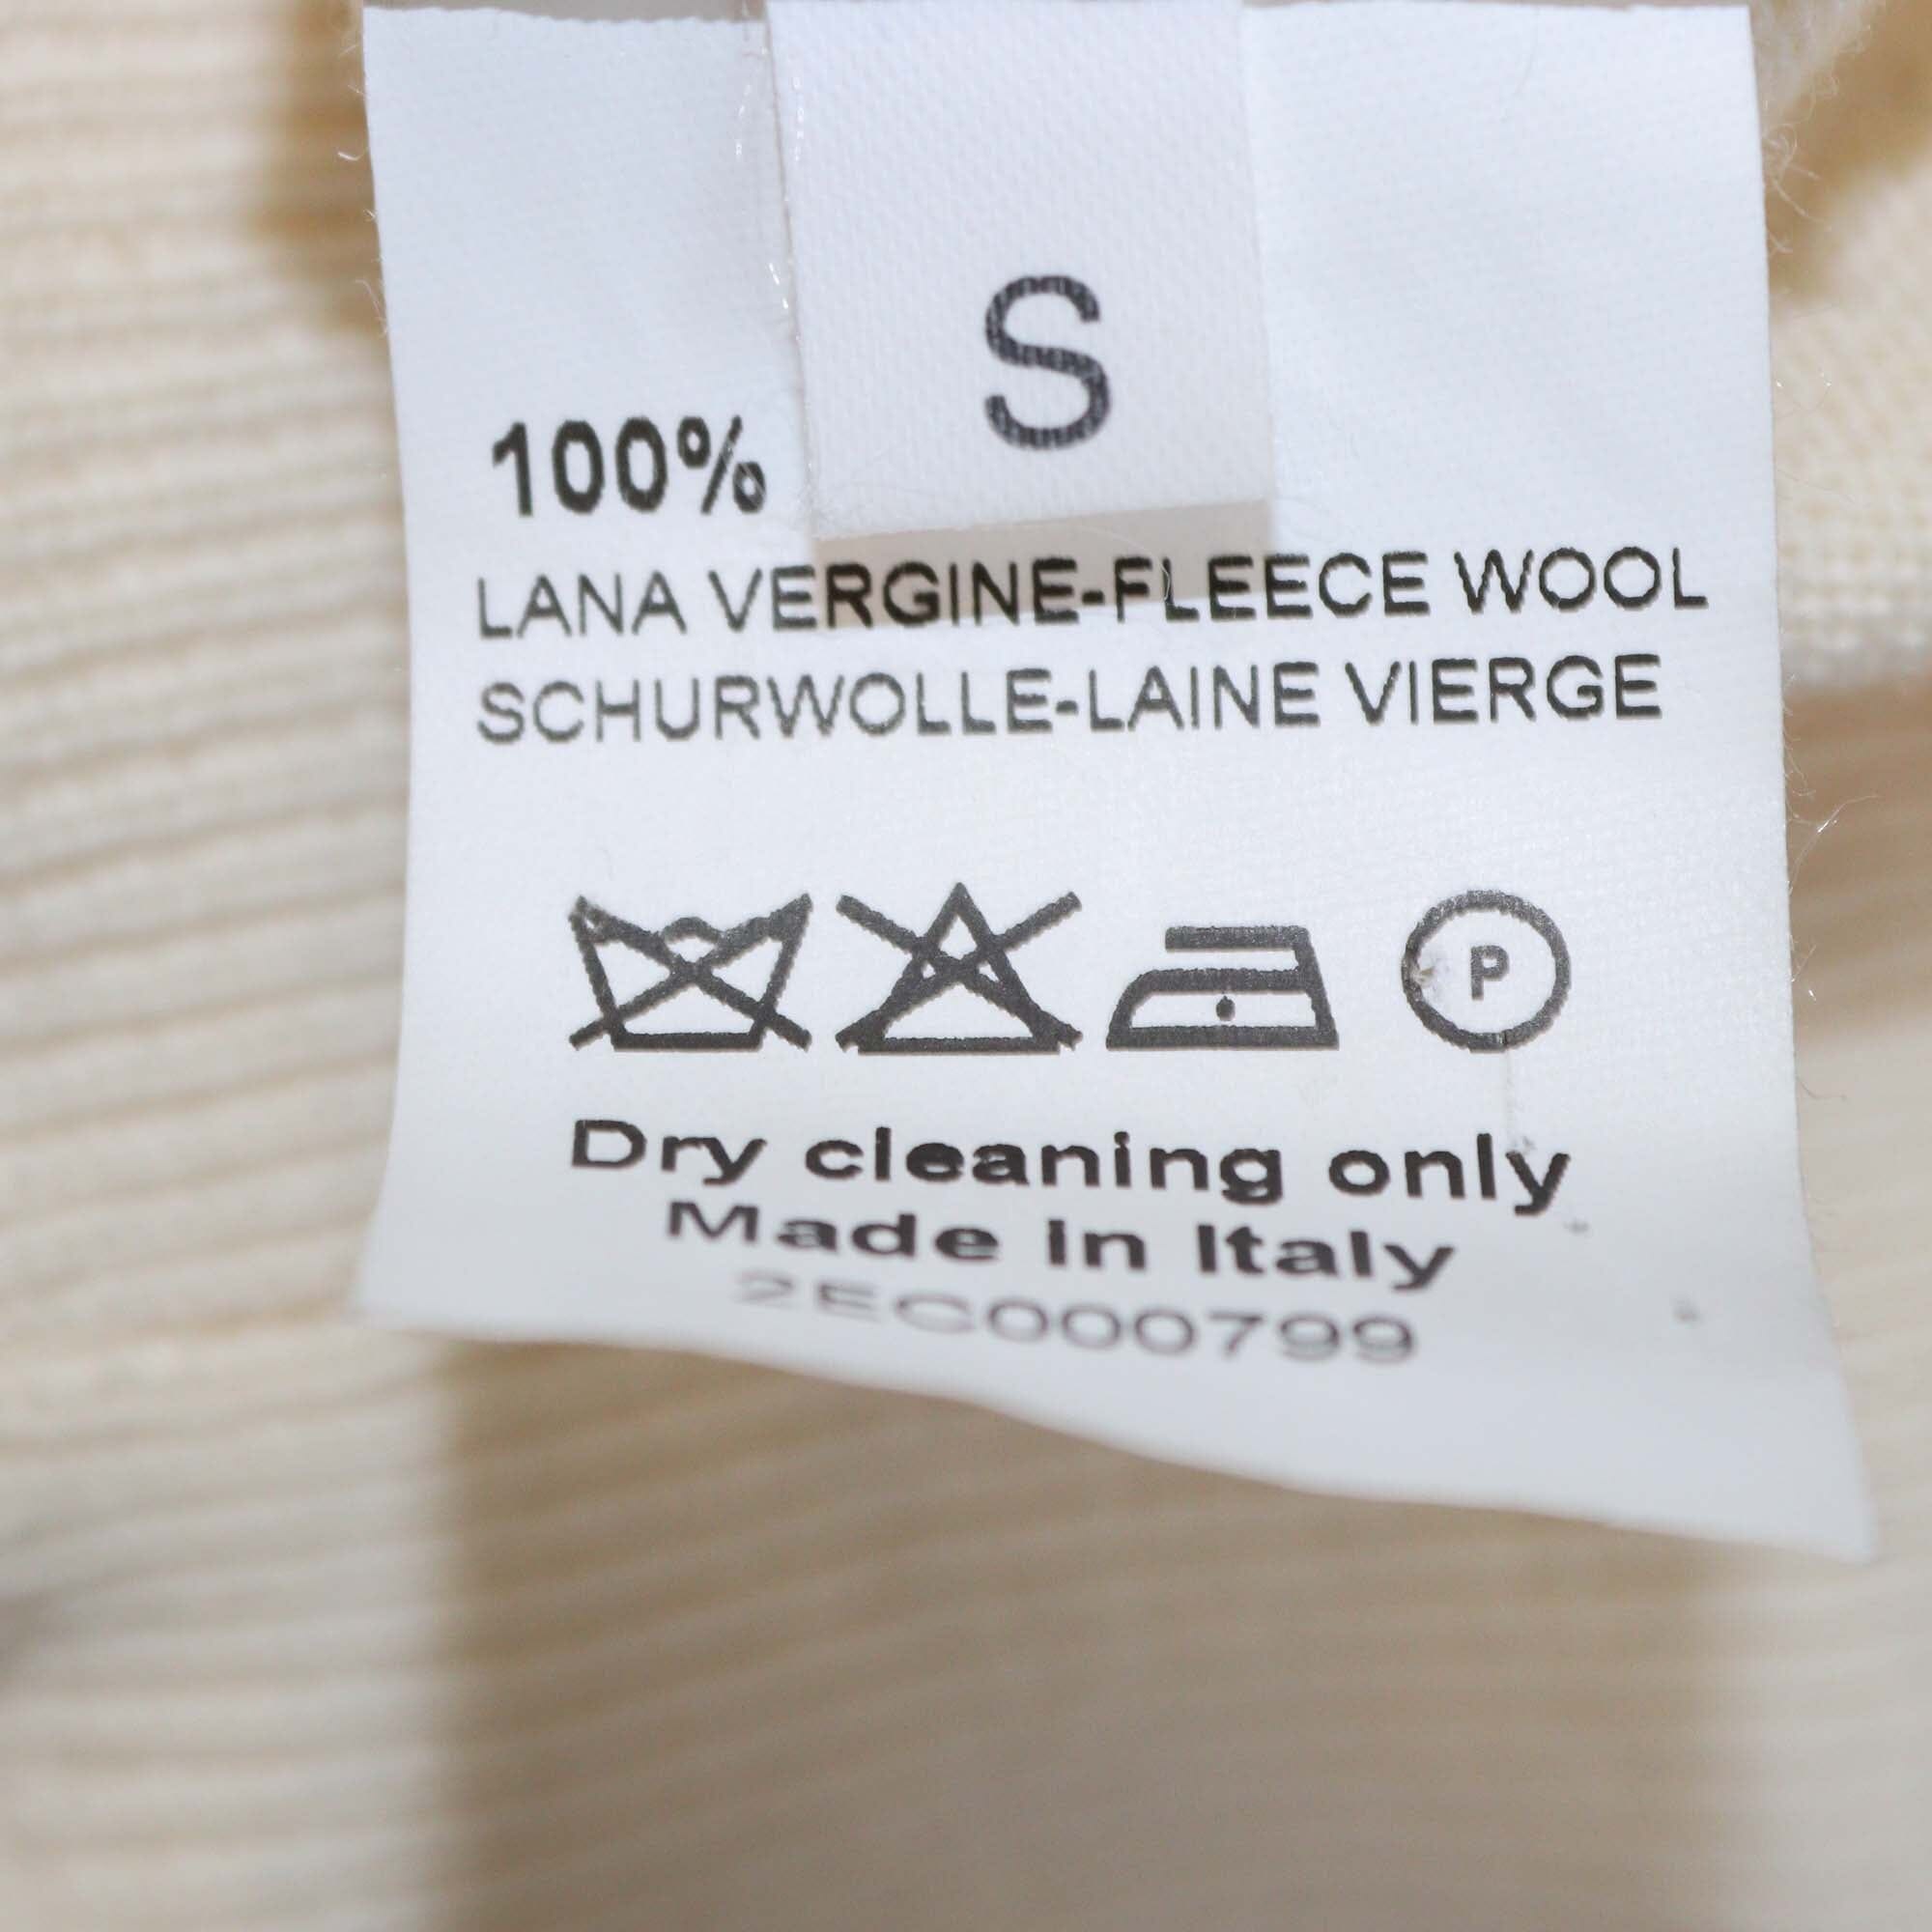 S
100%
LANA VERGINE-FLEECE WOOL
SCHURWOLLE-LAINE VIERGE
P
Dry cleaning only
Made in Italy
2EC000799